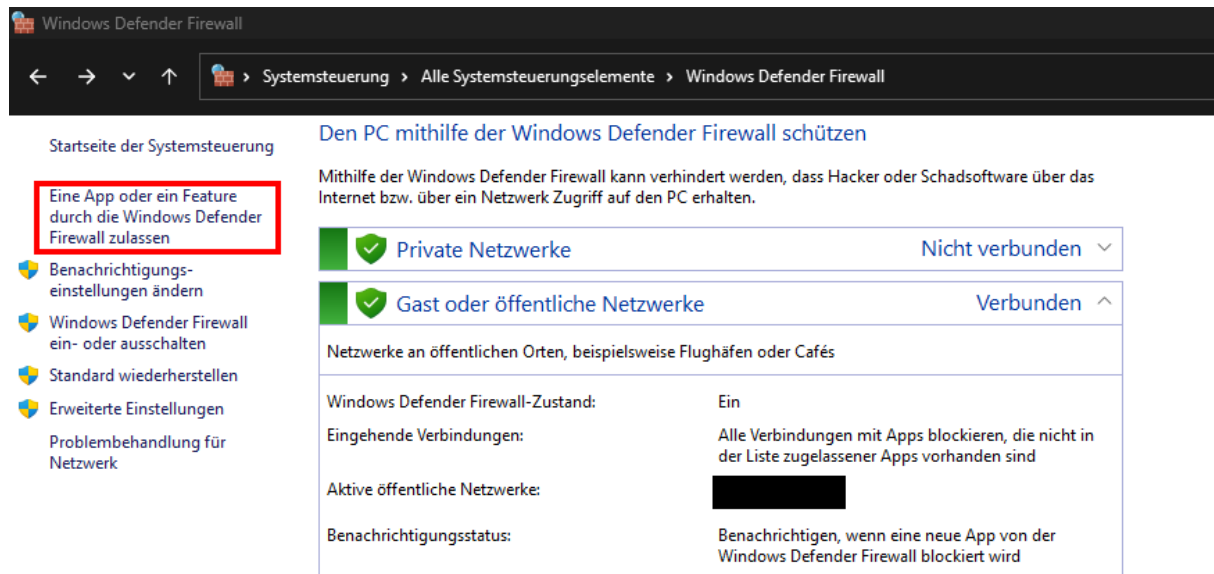 Windows Defender Firewall
Systemsteuerung > Alle Systemsteuerungselemente > Windows Defender Firewall
Startseite der Systemsteuerung
Eine App oder ein Feature
durch die Windows Defender
Firewall zulassen
Benachrichtigungs-
einstellungen ändern
Windows Defender Firewall
ein- oder ausschalten
Standard wiederherstellen
Erweiterte Einstellungen
Problembehandlung für
Netzwerk
Den PC mithilfe der Windows Defender Firewall schützen
Mithilfe der Windows Defender Firewall kann verhindert werden, dass Hacker oder Schadsoftware über das
Internet bzw. über ein Netzwerk Zugriff auf den PC erhalten.
Private Netzwerke Nicht verbunden
Gast oder öffentliche Netzwerke Verbunden
Netzwerke an öffentlichen Orten, beispielsweise Flughäfen oder Cafés
Windows Defender Firewall-Zustand: Ein
Eingehende Verbindungen: Alle Verbindungen mit Apps blockieren, die nicht in
der Liste zugelassener Apps vorhanden sind
Aktive öffentliche Netzwerke:
Benachrichtigungsstatus: Benachrichtigen, wenn eine neue App von der
Windows Defender Firewall blockiert wird